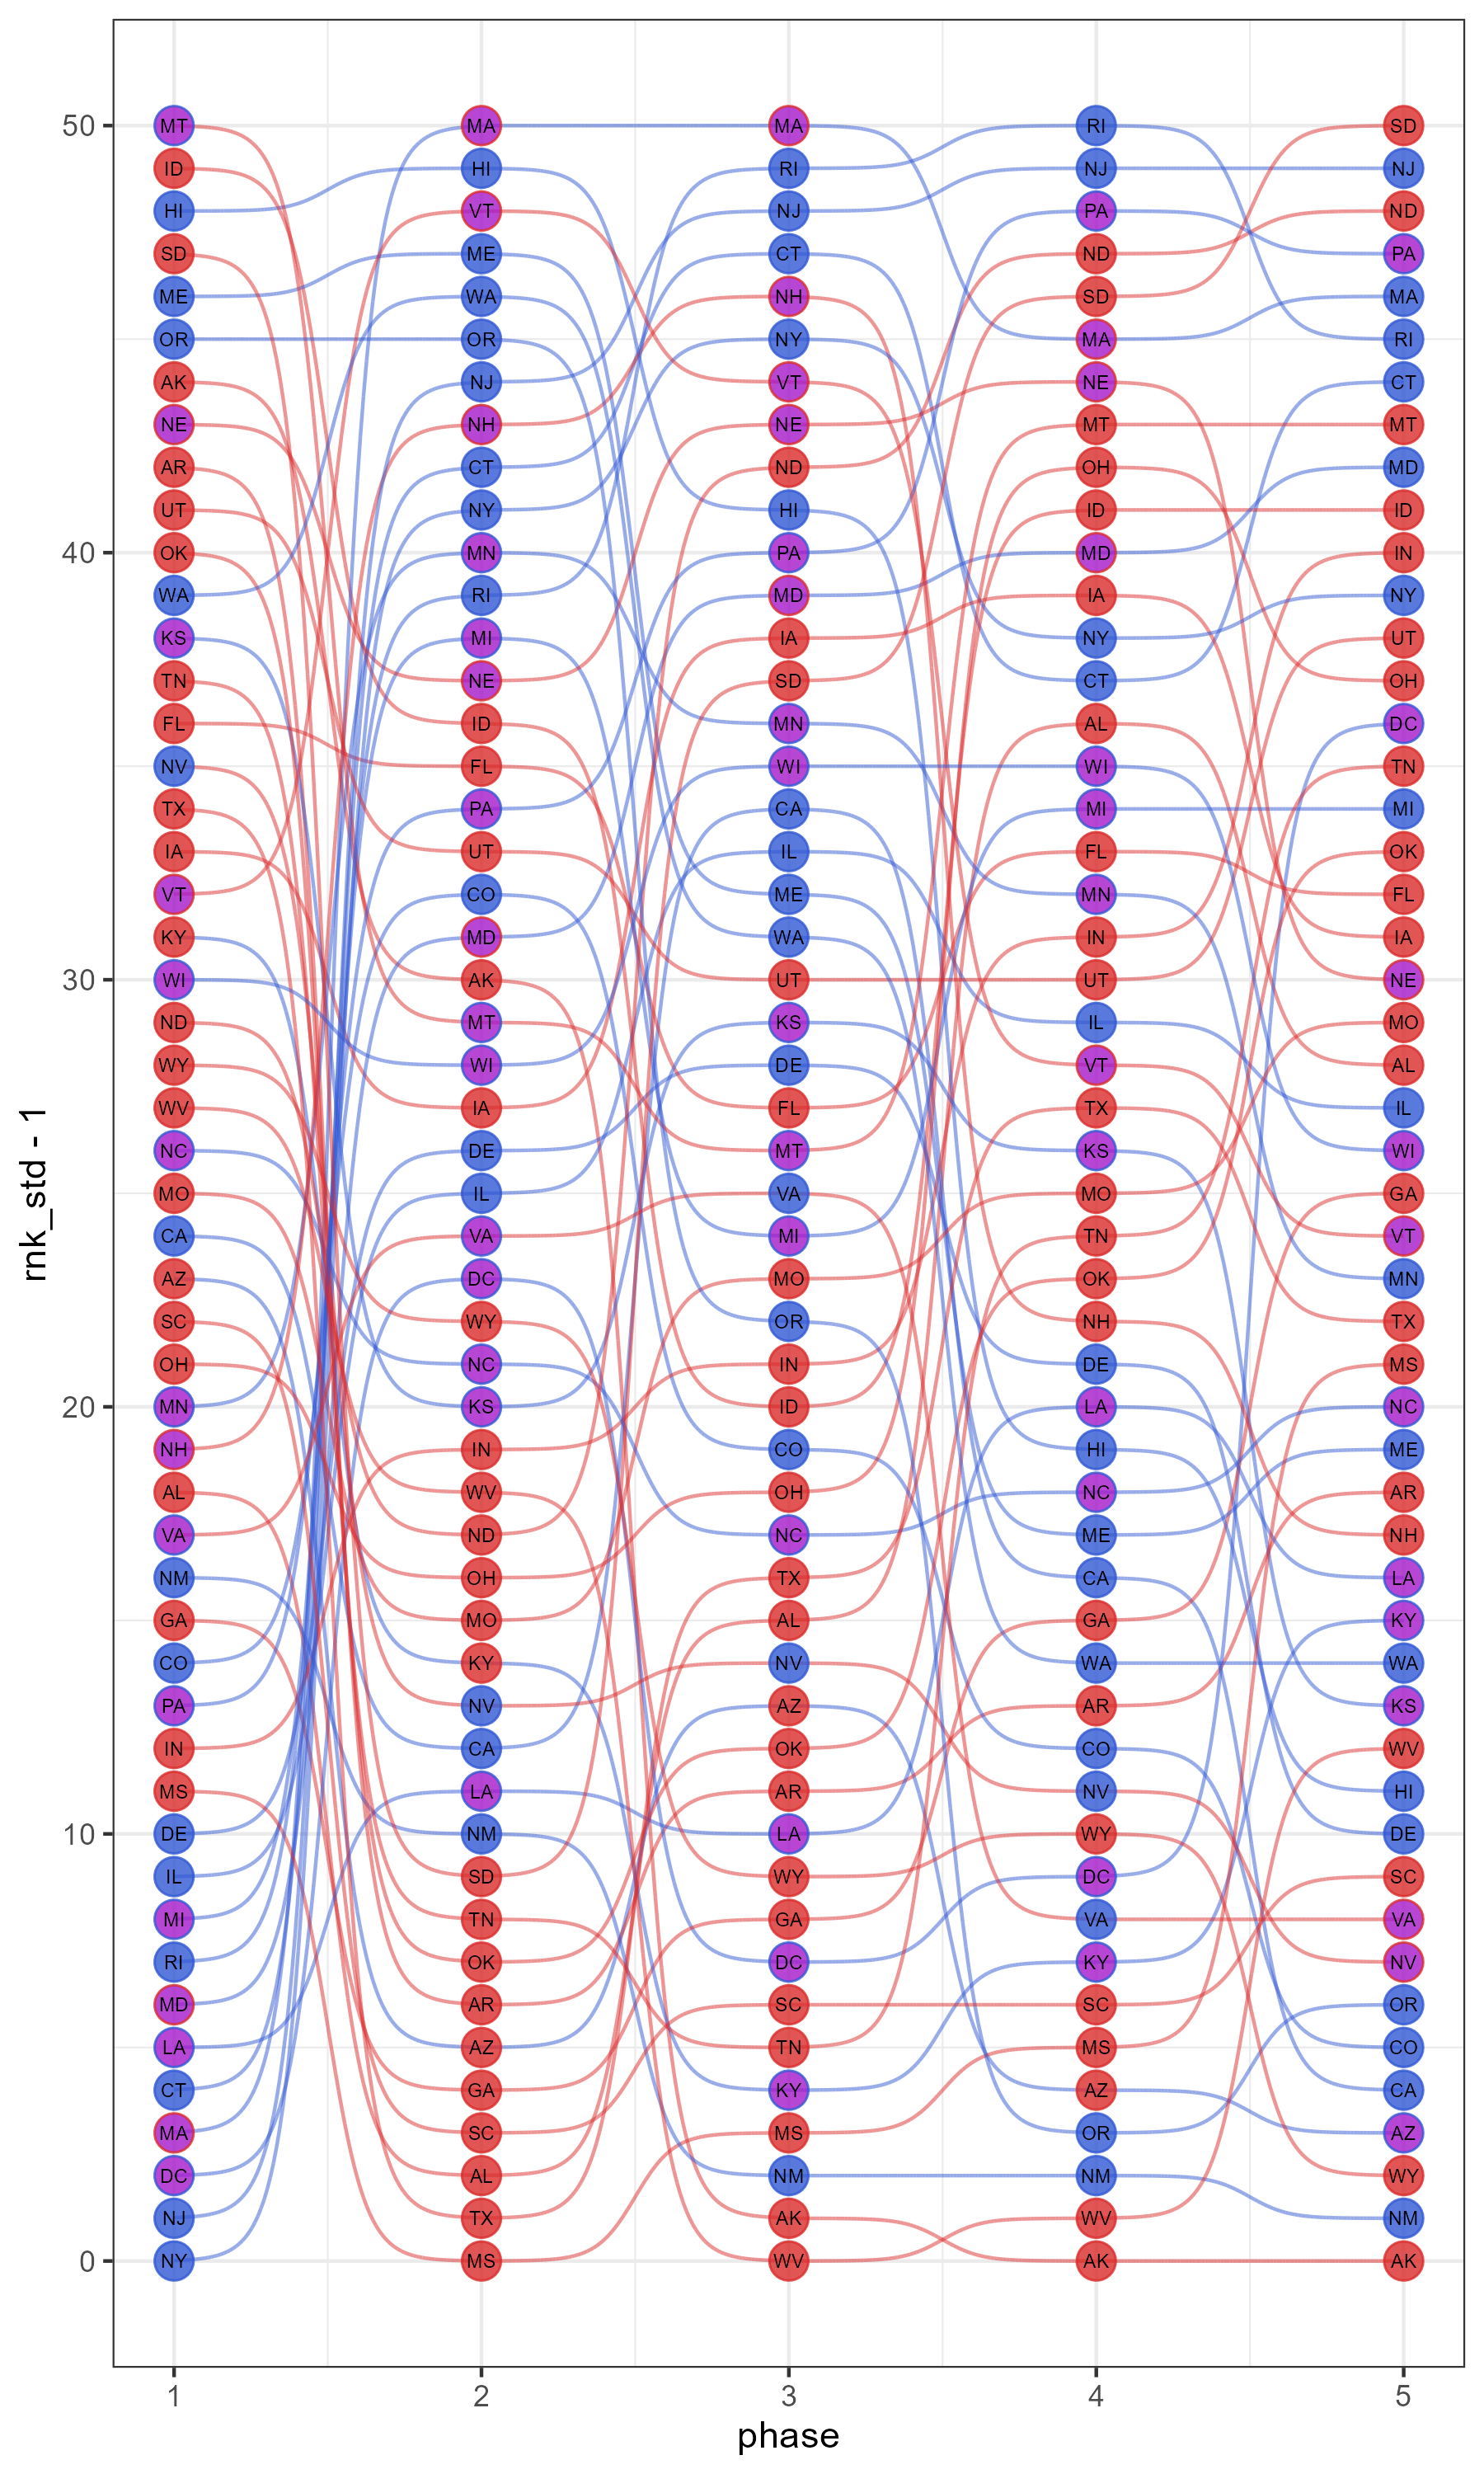 50
40
30
20
10
0
rnk_std - 1
MT MA MA RI SD
ID HI RI NJ NJ
HI VT NJ PA ND
SD ME CT ND PA
ME WA NH SD MA
OR OR NY MA RI
AK NJ VT NE CT
NE NH NE MT MT
AR CT ND OH MD
UT NY HI ID ID
OK MN PA MD IN
WA RI MD IA NY
KS MI IA NY UT
TN NE SD CT OH
FL ID MN AL DC
NV FL WI WI TN
TX PA CA MI MI
IA UT IL FL OK
VT CO ME MN FL
KY MD WA IN IA
WI AK UT UT NE
ND MT KS IL MO
WY WI DE VT AL
WV IA FL TX IL
NC DE MT KS WI
MO IL VA MO GA
CA VA MI TN VT
AZ DC MO OK MN
SC WY OR NH TX
OH NC IN DE MS
MN KS ID LA NC
NH IN CO HI ME
AL WV OH NC AR
VA ND NC ME NH
NM OH TX CA LA
GA MO AL GA KY
CO KY NV WA WA
PA NV AZ AR KS
IN CA OK CO WV
MS LA AR NV HI
DE NM LA WY DE
IL SD WY DC SC
MI TN GA VA VA
RI OK DC KY NV
MD AR SC SC OR
LA AZ TN MS CO
CT GA KY AZ CA
MA SC MS OR AZ
DC AL NM NM WY
NJ TX AK WV NM
NY MS WV AK AK
1 2 3 4 5
phase